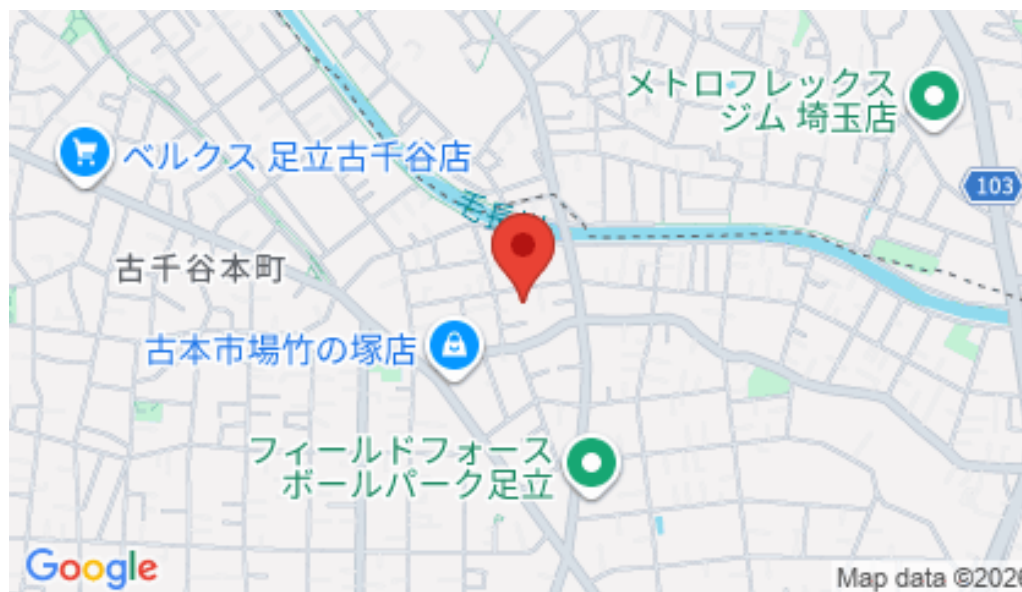 メトロフレックス
ジム 埼玉店
103
ベルクス 足立古千谷店
毛長
古千谷本町
古本市場竹の塚店
フィールドフォース
ボールパーク足立
Google
Map data ©2026